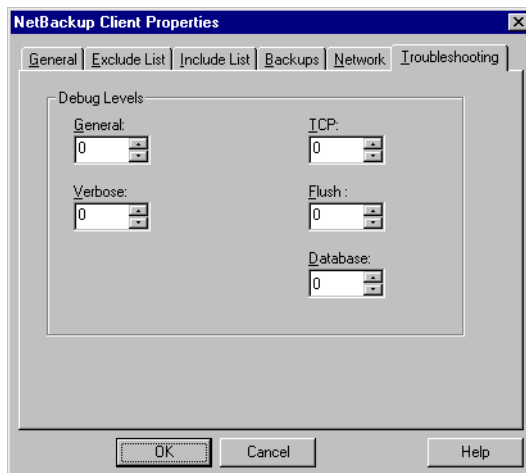 NetBackup Client Properties
General Exclude List Include List Backups Network Troubleshooting
Debug Levels
General: TCP:
0 0
Verbose: Flush :
0 0
Database:
0
OK Cancel Help